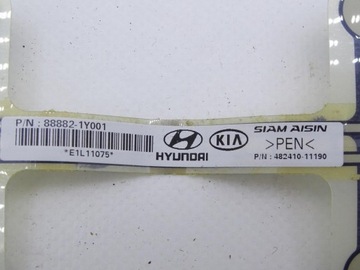 P/N : 88882-1Y001
*E1L11075*
HYUNDAI
KIA
SIAM AISIN
>PEN<
P/N : 482410-11190